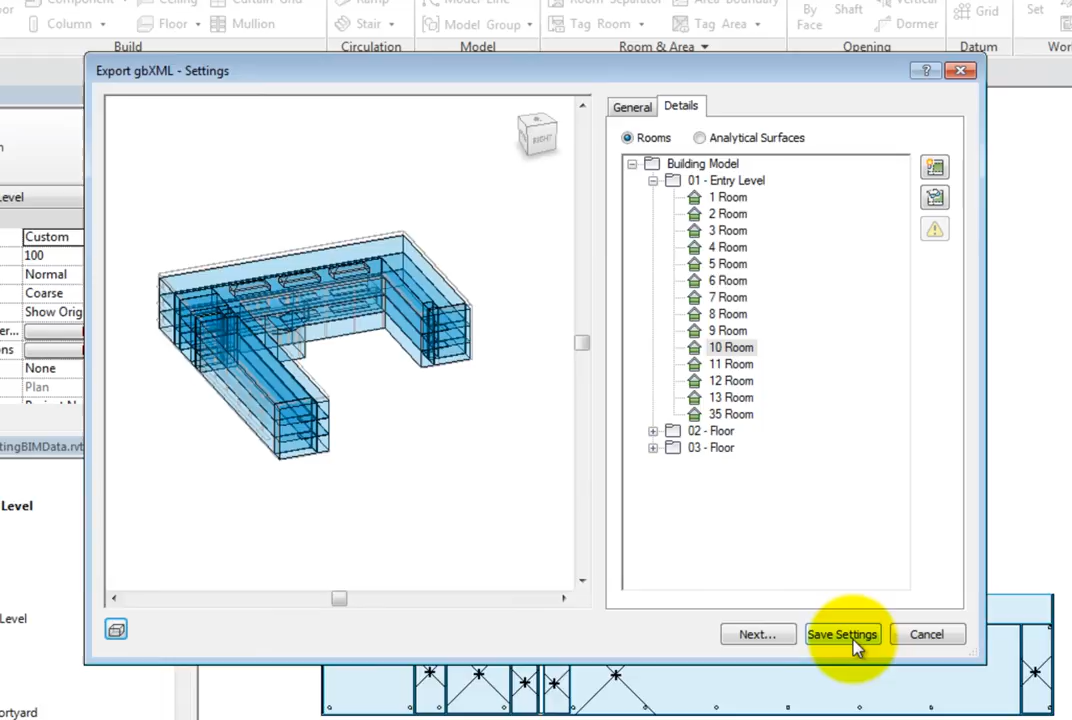 Component Ceiling Curtain Grid Ramp Model Line Room Separator Area Boundary Vertical
Column Floor Mullion Stair Model Group Tag Room Tag Area By Face Shaft Dormer Grid Set
Build Circulation Model Room & Area Opening Datum Wor
Export gbXML - Settings
?
RIGHT
General Details
Rooms Analytical Surfaces
Building Model
01 - Entry Level
1 Room
2 Room
3 Room
4 Room
5 Room
6 Room
7 Room
8 Room
9 Room
10 Room
11 Room
12 Room
13 Room
35 Room
02 - Floor
03 - Floor
Next... Save Settings Cancel
n
Level
Custom
100
Normal
Coarse
Show Orig
er...
ns
None
Plan
tingBIMData.rvt
Level
Level
rtyard